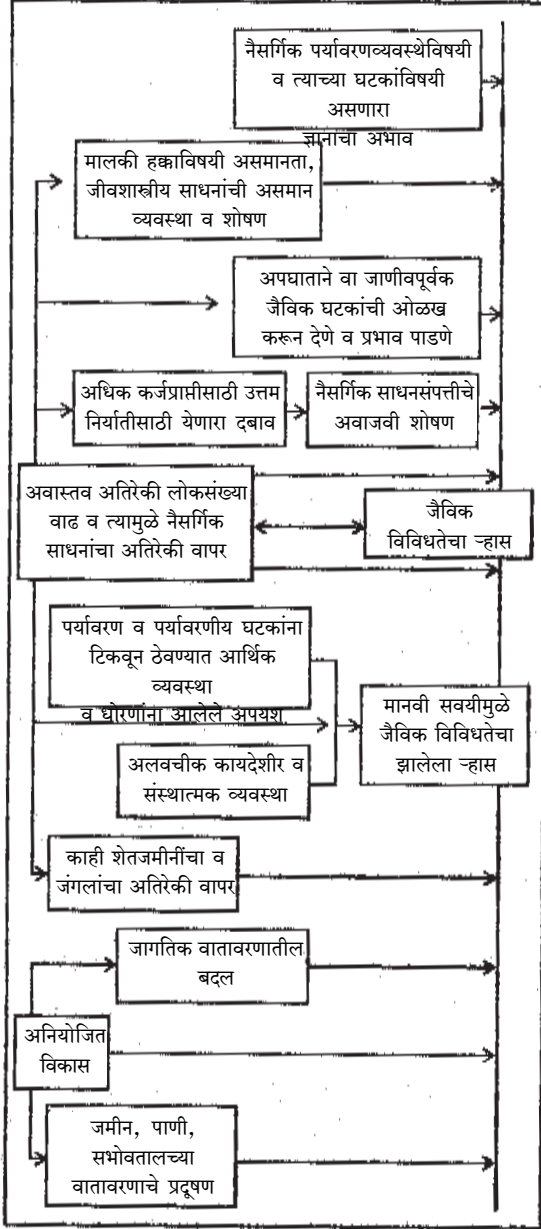 नैसर्गिक पर्यावरणव्यवस्थेविषयी
व त्याच्या घटकांविषयी
असणारा
ज्ञानाचा अभाव
मालकी हक्काविषयी असमानता,
जीवशास्त्रीय साधनांची असमान
व्यवस्था व शोषण
अपघाताने वा जाणीवपूर्वक
जैविक घटकांची ओळख
करून देणे व प्रभाव पाडणे
अधिक कर्जप्राप्तीसाठी उत्तम
निर्यातीसाठी येणारा दबाव
नैसर्गिक साधनसंपत्तीचे
अवाजवी शोषण
अवास्तव अतिरेकी लोकसंख्या
वाढ व त्यामुळे नैसर्गिक
साधनांचा अतिरेकी वापर
जैविक
विविधतेचा ऱ्हास
पर्यावरण व पर्यावरणीय घटकांना
टिकवून ठेवण्यात आर्थिक
व्यवस्था
व धोरणांना आलेले अपयश
मानवी सवयीमुळे
जैविक विविधतेचा
झालेला ऱ्हास
अलवचीक कायदेशीर व
संस्थात्मक व्यवस्था
काही शेतजमीनींचा व
जंगलांचा अतिरेकी वापर
जागतिक वातावरणातील
बदल
अनियोजित
विकास
जमीन, पाणी,
सभोवतालच्या
वातावरणाचे प्रदूषण